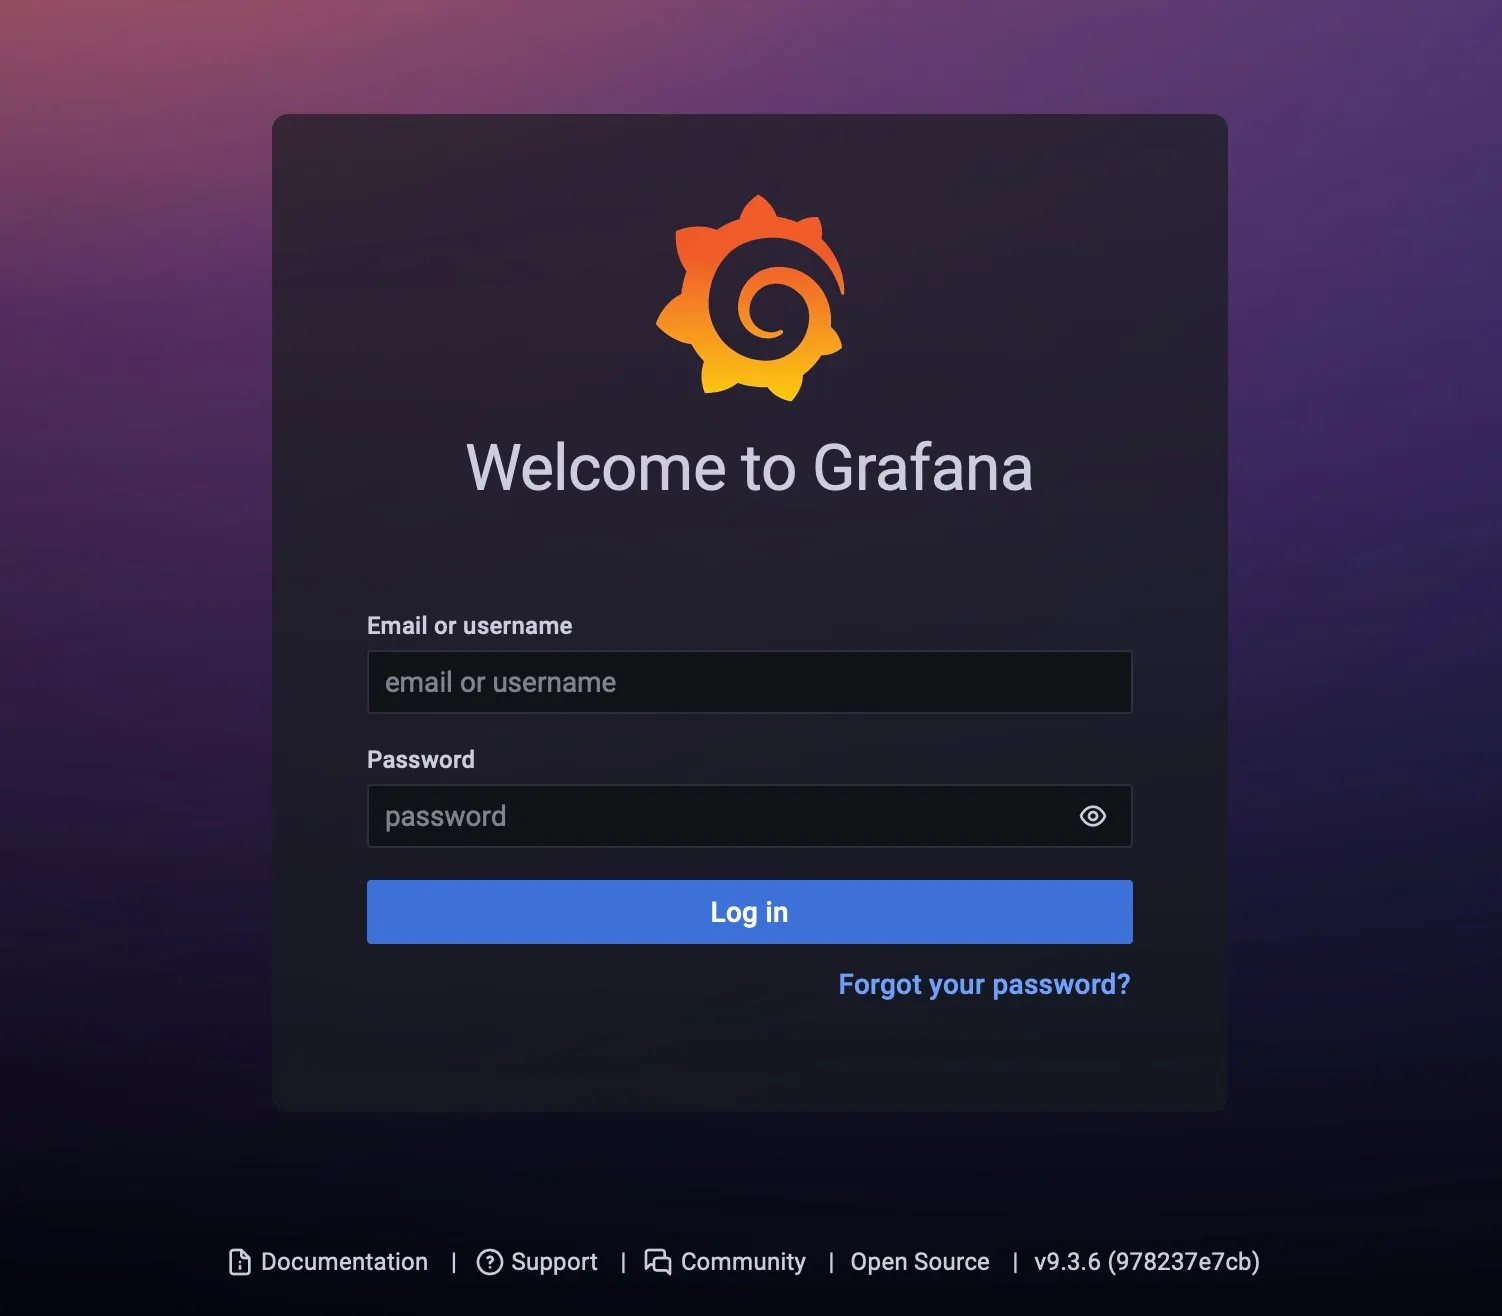 Welcome to Grafana
Email or username
email or username
Password
password
Log in
Forgot your password?
Documentation | Support | Community | Open Source | v9.3.6 (978237e7cb)